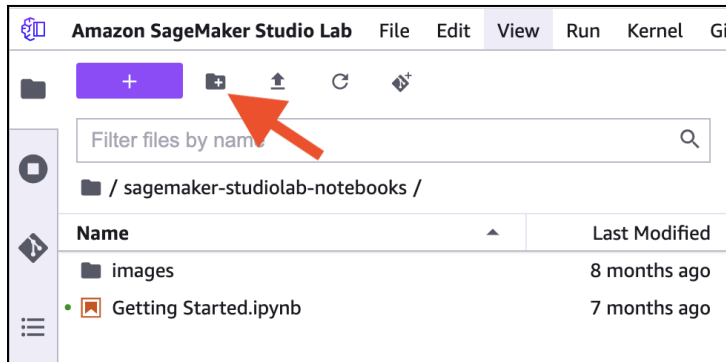 Amazon SageMaker Studio Lab File Edit View Run Kernel Gi
+
Filter files by name
/ sagemaker-studiolab-notebooks /
Name Last Modified
images 8 months ago
Getting Started.ipynb 7 months ago